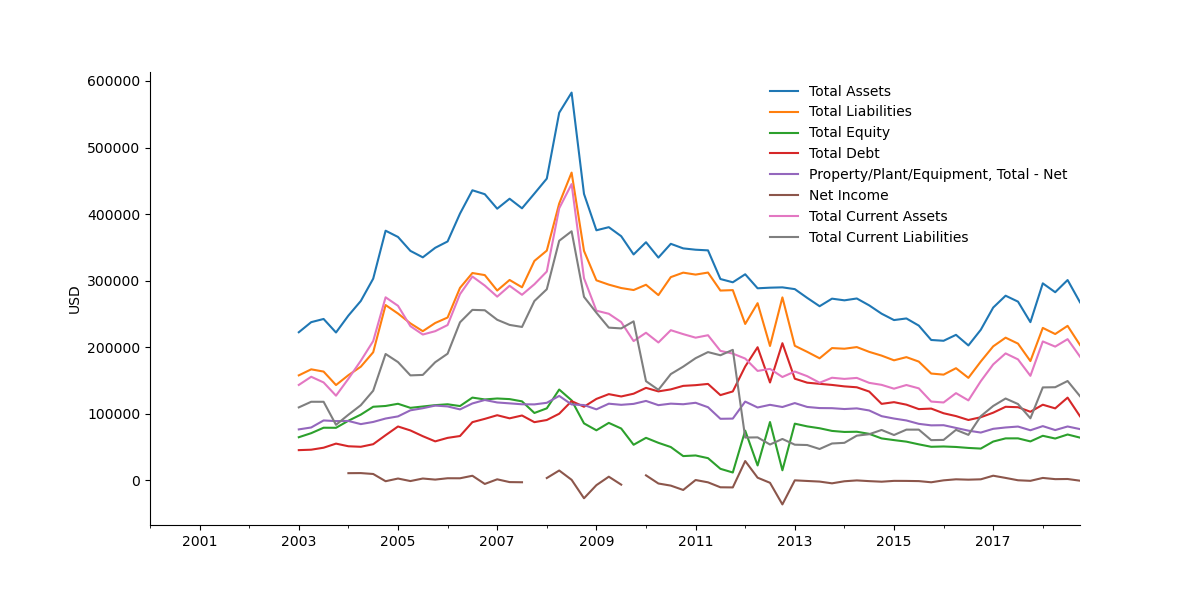 600000
500000
400000
300000
200000
100000
0
USD
2001
2003
2005
2007
2009
2011
2013
2015
2017
Total Assets
Total Liabilities
Total Equity
Total Debt
Property/Plant/Equipment, Total - Net
Net Income
Total Current Assets
Total Current Liabilities